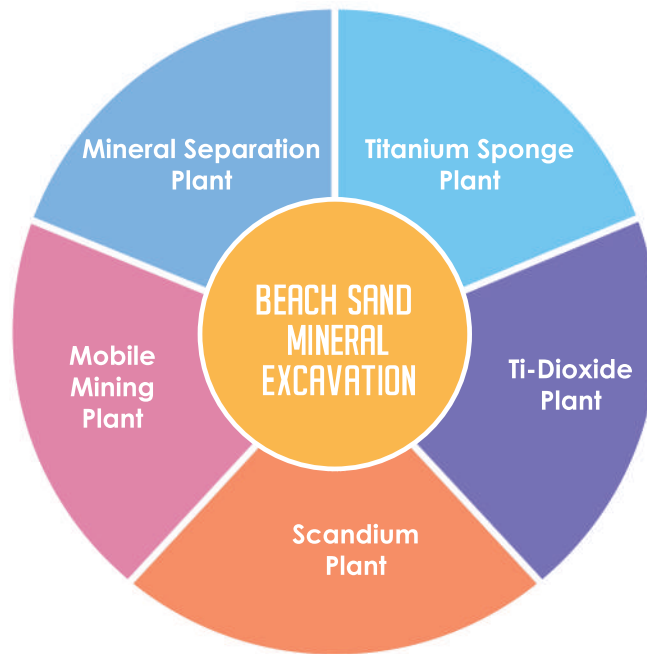 Mineral Separation
Plant
Titanium Sponge
Plant
BEACH SAND
MINERAL
EXCAVATION
Mobile
Mining
Plant
Ti-Dioxide
Plant
Scandium
Plant